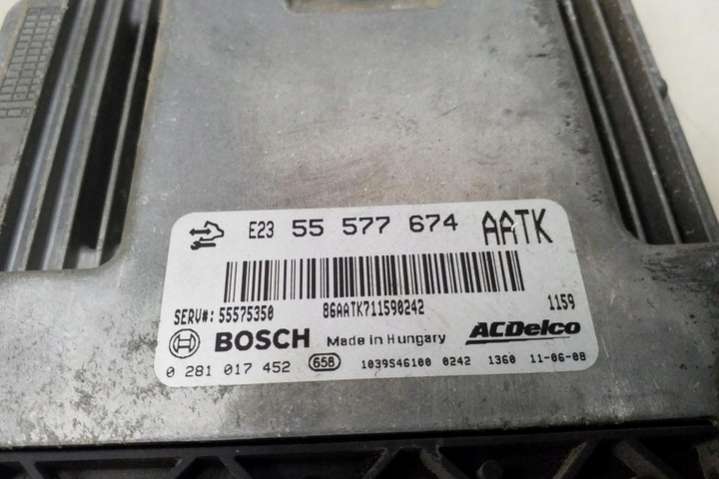 E23 55 577 674 AATK
SERV#: 55575350 86AATK711590242 1159
BOSCH Made in Hungary ACDelco
0 281 017 452 658 1039S46100 0242 1360 11-06-08